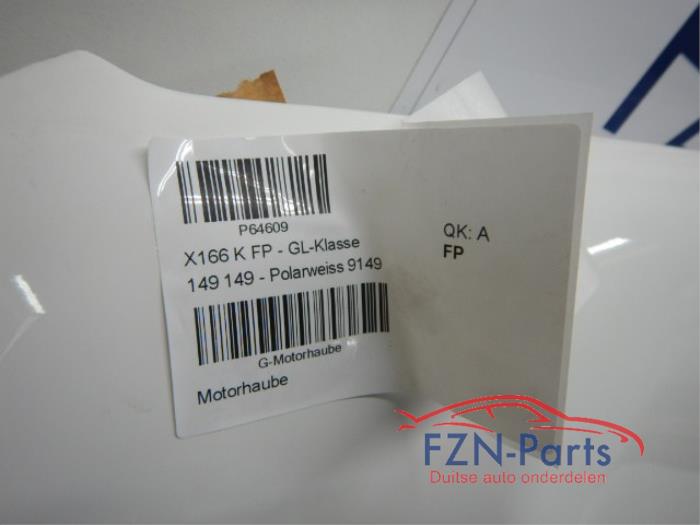 P64609
X166 K FP - GL-Klasse
149 149 - Polarweiss 9149
G-Motorhaube
Motorhaube
QK: A
FP
FZN-Parts
Duitse auto onderdelen